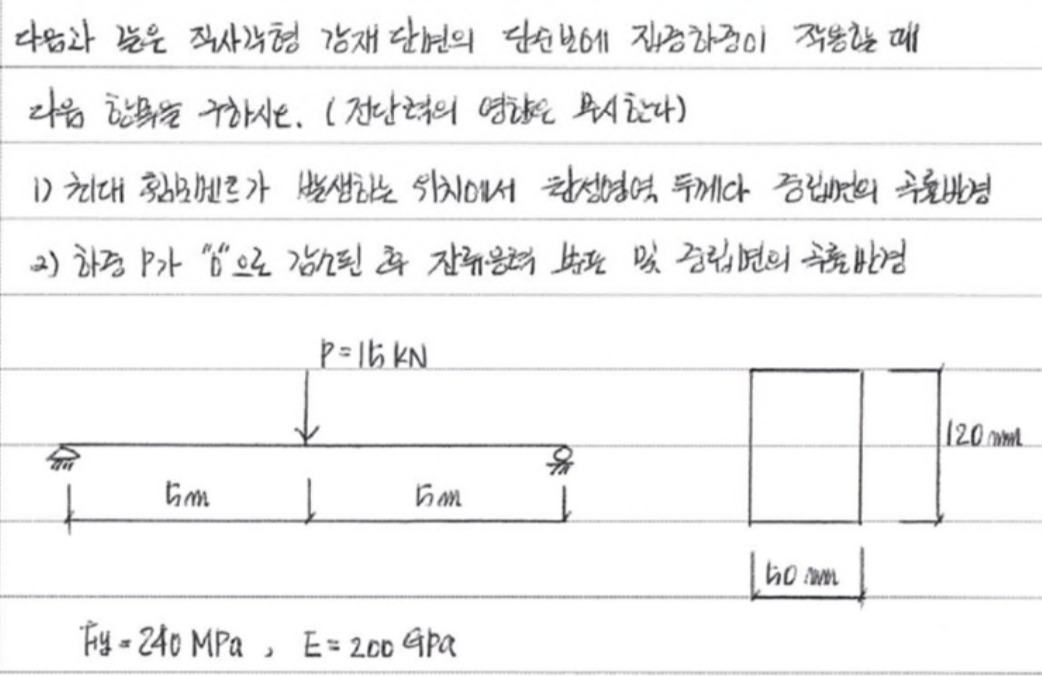 다음과 같은 직사각형 강재 단면의 단순보에 집중하중이 작용할 때
다음 항목을 구하시오. (전단력의 영향은 무시한다)
1) 최대 휨모멘트가 발생하는 위치에서 탄성영역 두께와 중립면의 곡률반경
2) 하중 P가 "0"으로 감소된 후 잔류응력 분포 및 중립면의 곡률반경
P=15 kN
120 mm
5m
5m
50 mm
Fy=240 MPa, E=200 GPa